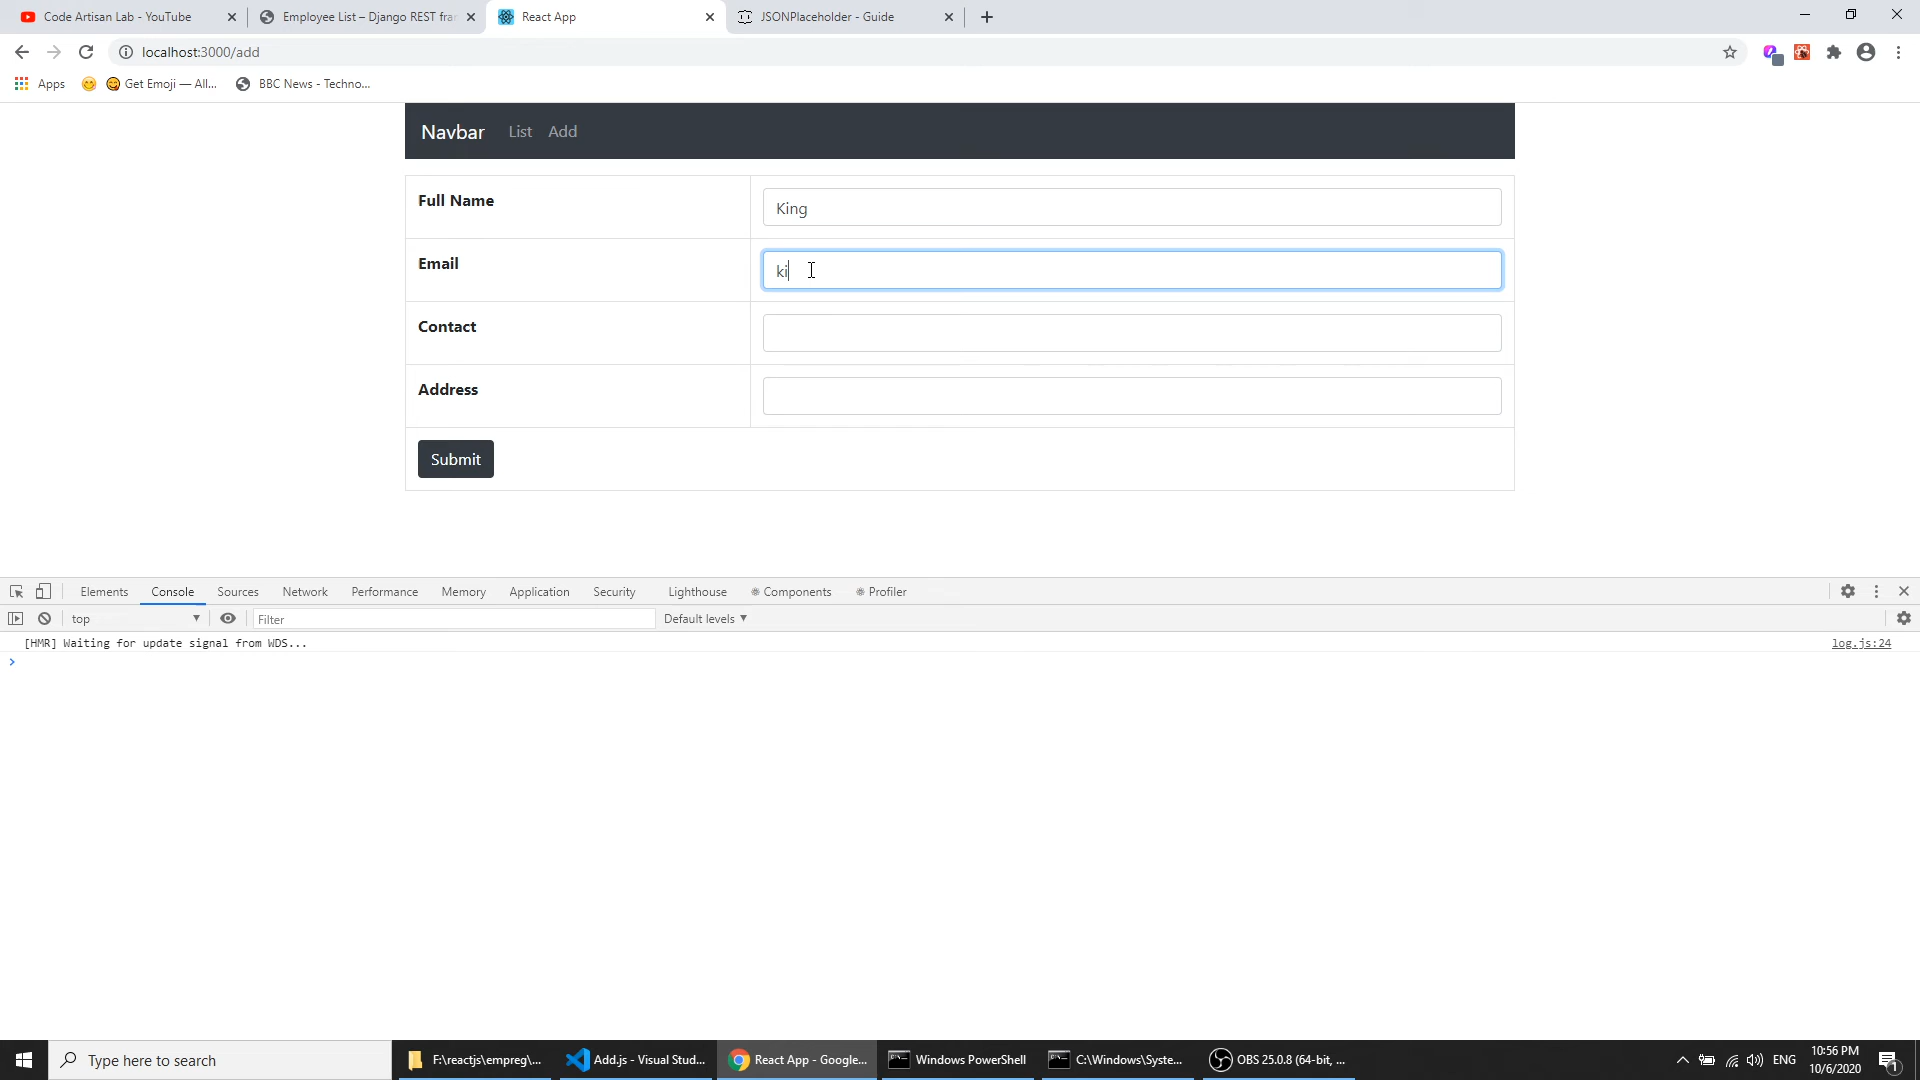 Code Artisan Lab - YouTube
Employee List – Django REST fra
React App
JSONPlaceholder - Guide
localhost:3000/add
Apps
Get Emoji — All...
BBC News - Techno...
Navbar List Add
Full Name
King
Email
ki
Contact
Address
Submit
Elements Console Sources Network Performance Memory Application Security Lighthouse Components Profiler
top
Filter
Default levels
[HMR] Waiting for update signal from WDS...
log.js:24
Type here to search
F:\reactjs\empreg\...
Add.js - Visual Stud...
React App - Google...
Windows PowerShell
C:\Windows\Syste...
OBS 25.0.8 (64-bit, ...
ENG
10:56 PM
10/6/2020
1